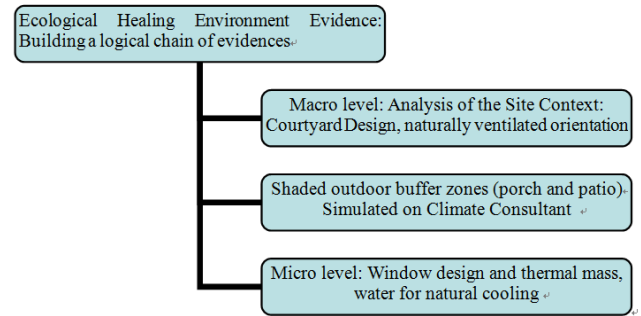 Ecological Healing Environment Evidence:
Building a logical chain of evidences
Macro level: Analysis of the Site Context:
Courtyard Design, naturally ventilated orientation
Shaded outdoor buffer zones (porch and patio)
Simulated on Climate Consultant
Micro level: Window design and thermal mass,
water for natural cooling